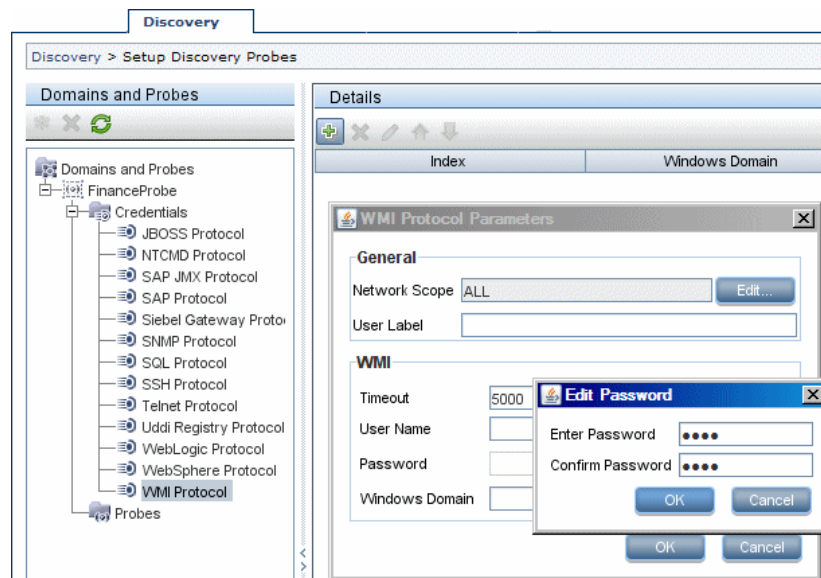 Discovery
Discovery > Setup Discovery Probes
Domains and Probes
Domains and Probes
FinanceProbe
Credentials
JBOSS Protocol
NTCMD Protocol
SAP JMX Protocol
SAP Protocol
Siebel Gateway Proto
SNMP Protocol
SQL Protocol
SSH Protocol
Telnet Protocol
Uddi Registry Protocol
WebLogic Protocol
WebSphere Protocol
WMI Protocol
Probes
Details
Index Windows Domain
WMI Protocol Parameters
General
Network Scope ALL Edit...
User Label
WMI
Timeout 5000
User Name
Password
Windows Domain
OK Cancel
Edit Password
Enter Password ••••
Confirm Password ••••
OK Cancel